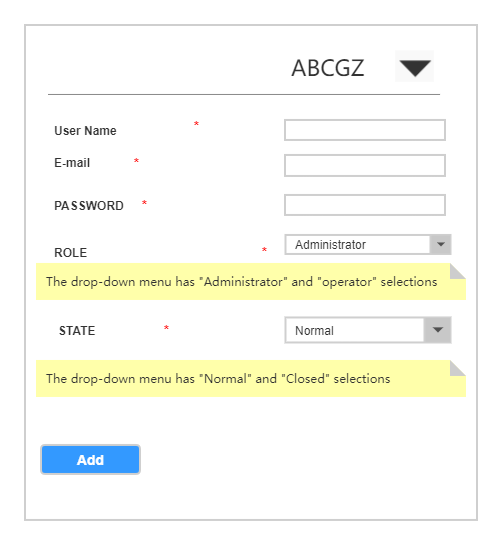 ABCGZ
User Name *
E-mail *
PASSWORD *
ROLE * Administrator
The drop-down menu has "Administrator" and "operator" selections
STATE * Normal
The drop-down menu has "Normal" and "Closed" selections
Add